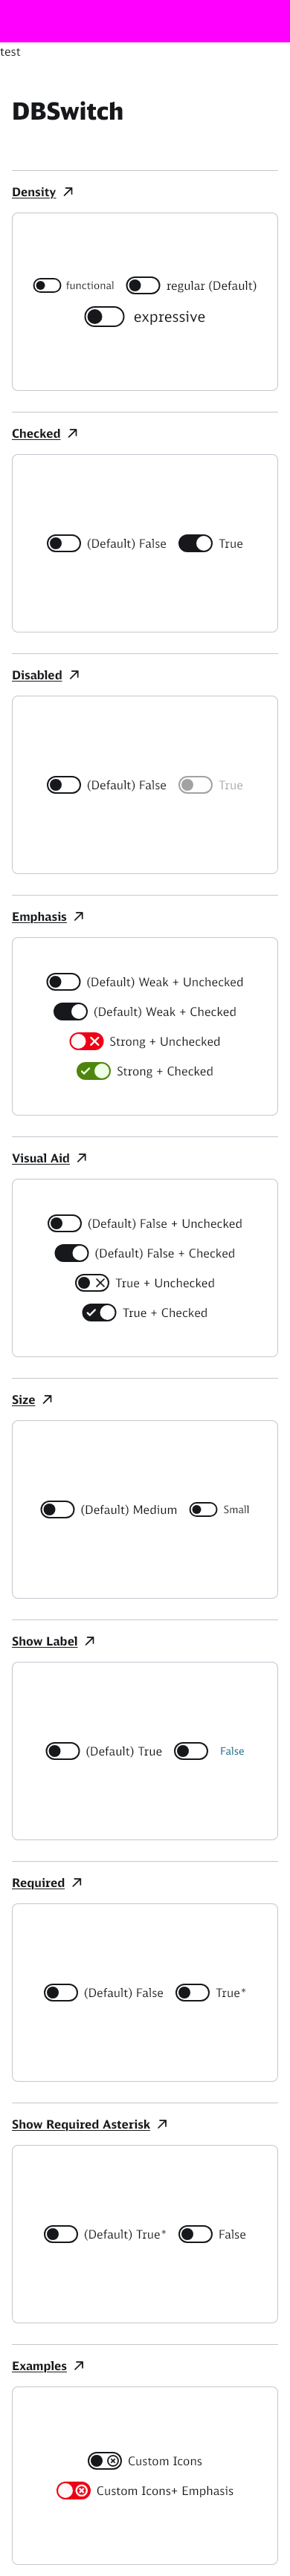 test
DBSwitch
Density
functional regular (Default)
expressive
Checked
(Default) False True
Disabled
(Default) False True
Emphasis
(Default) Weak + Unchecked
(Default) Weak + Checked
Strong + Unchecked
Strong + Checked
Visual Aid
(Default) False + Unchecked
(Default) False + Checked
True + Unchecked
True + Checked
Size
(Default) Medium Small
Show Label
(Default) True False
Required
(Default) False True*
Show Required Asterisk
(Default) True* False
Examples
Custom Icons
Custom Icons+ Emphasis